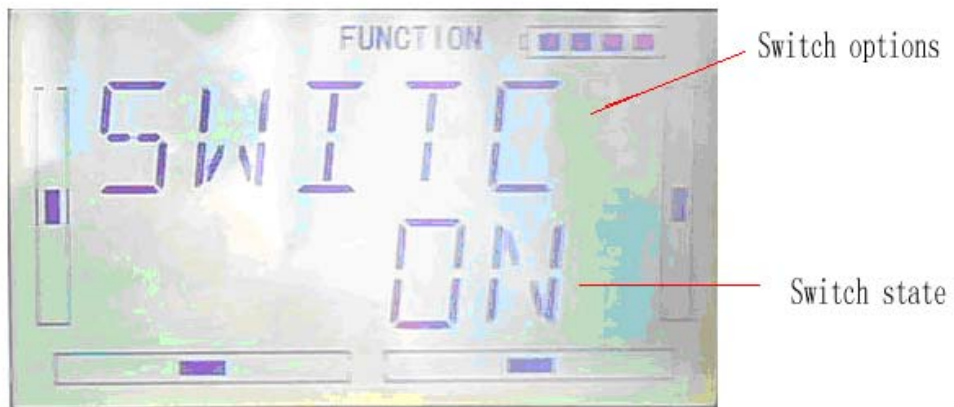 FUNCTION
Switch options
SWITC
ON
Switch state